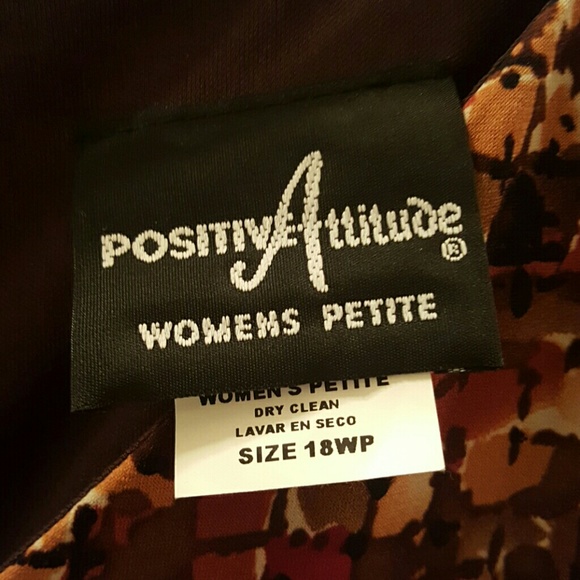 POSITIVE Attitude®
WOMENS PETITE
WOMEN'S PETITE
DRY CLEAN
LAVAR EN SECO
SIZE 18WP